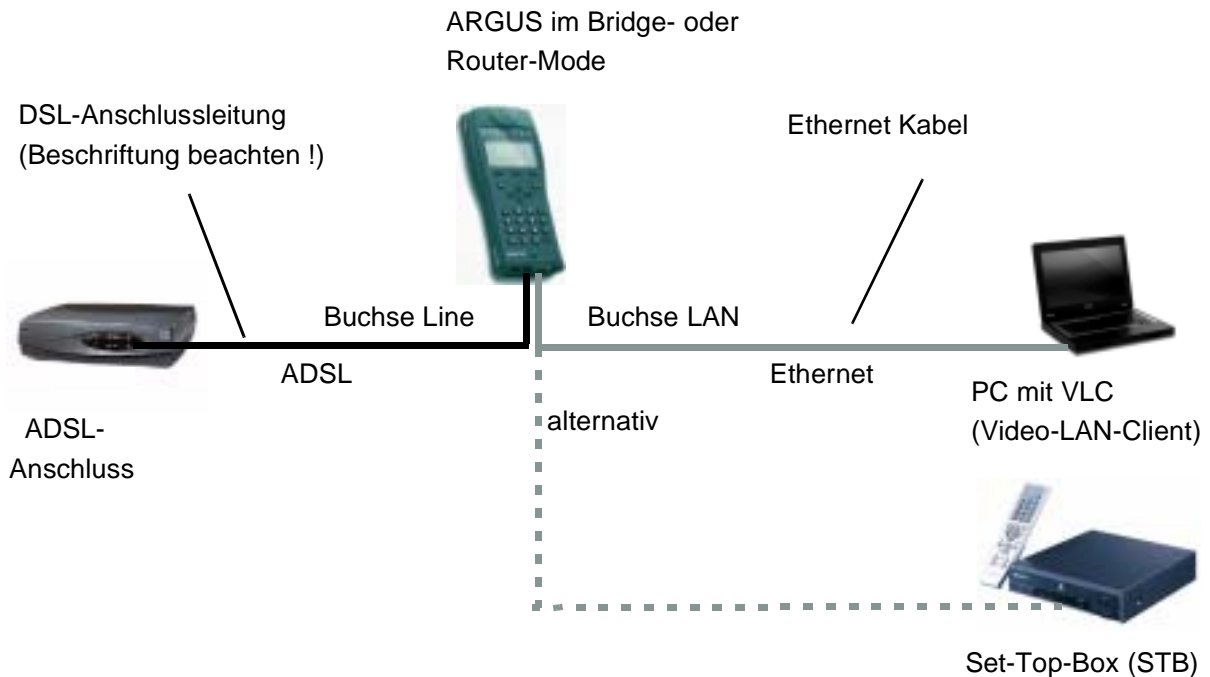 ARGUS im Bridge- oder
Router-Mode
DSL-Anschlussleitung
(Beschriftung beachten !)
Ethernet Kabel
Buchse Line
Buchse LAN
ADSL
Ethernet
alternativ
ADSL-
Anschluss
PC mit VLC
(Video-LAN-Client)
Set-Top-Box (STB)